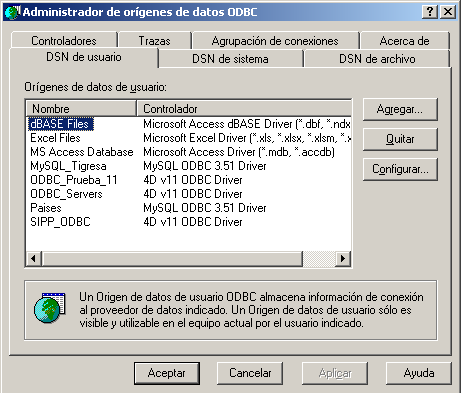 Administrador de orígenes de datos ODBC
Controladores Trazas Agrupación de conexiones Acerca de
DSN de usuario DSN de sistema DSN de archivo
Orígenes de datos de usuario:
Nombre Controlador
dBASE Files Microsoft Access dBASE Driver (*.dbf, *.ndx
Excel Files Microsoft Excel Driver (*.xls, *.xlsx, *.xlsm, *.x
MS Access Database Microsoft Access Driver (*.mdb, *.accdb)
MySQL_Tigresa MySQL ODBC 3.51 Driver
ODBC_Prueba_11 4D v11 ODBC Driver
ODBC_Servers 4D v11 ODBC Driver
Paises MySQL ODBC 3.51 Driver
SIPP_ODBC 4D v11 ODBC Driver
Agregar...
Quitar
Configurar...
Un Origen de datos de usuario ODBC almacena información de conexión
al proveedor de datos indicado. Un Origen de datos de usuario sólo es
visible y utilizable en el equipo actual por el usuario indicado.
Aceptar Cancelar Aplicar Ayuda